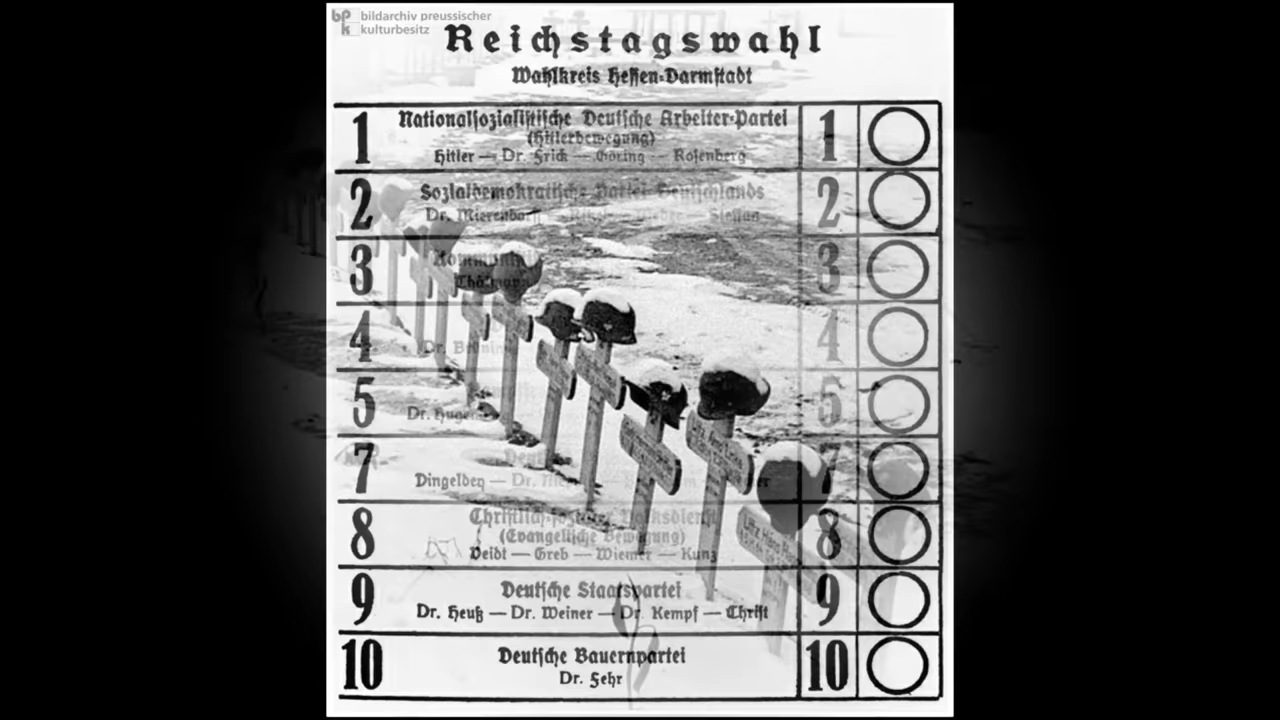 bildarchiv preussischer
kulturbesitz
Reichstagswahl
Wahlkreis Hessen-Darmstadt
1 Nationalsozialistische Deutsche Arbeiter-Partei 1
(Hitlerbewegung)
Hitler — Dr. Frick — Göring — Rosenberg
2 Sozialdemokratische Partei Deutschlands 2
Dr. Mierendorff
3 3
4 Dr. 4
5 Dr. 5
7 7
Dingeldey — Dr.
8 Christlich-sozialer Volksdienst 8
(Evangelische Bewegung)
Veidt — Greb — Wiemer — Kunz
9 Deutsche Staatspartei 9
Dr. Heuß — Dr. Weiner — Dr. Kempf — Christ
10 Deutsche Bauernpartei 10
Dr. Fehr